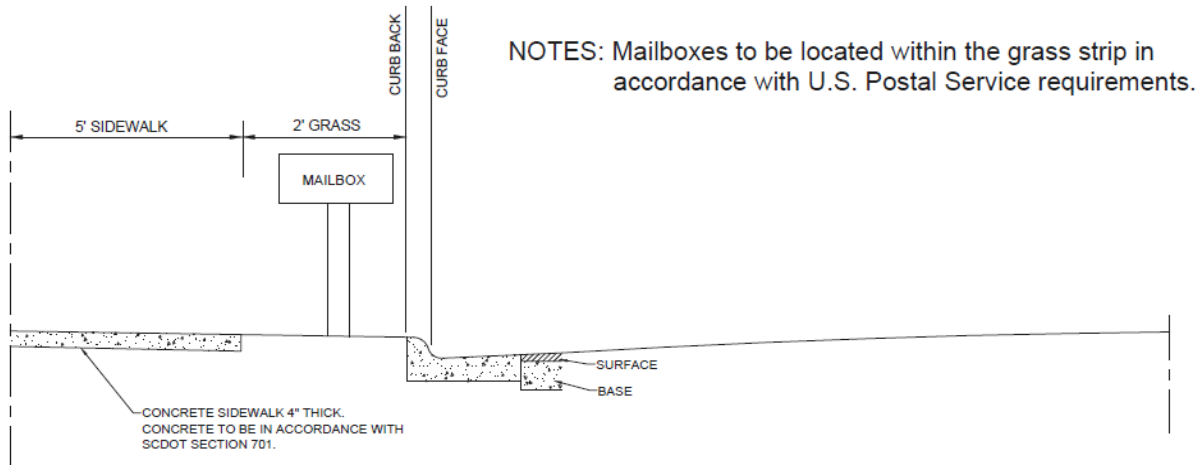 CURB BACK
CURB FACE
NOTES: Mailboxes to be located within the grass strip in
accordance with U.S. Postal Service requirements.
5' SIDEWALK
2' GRASS
MAILBOX
SURFACE
BASE
CONCRETE SIDEWALK 4" THICK.
CONCRETE TO BE IN ACCORDANCE WITH
SCDOT SECTION 701.